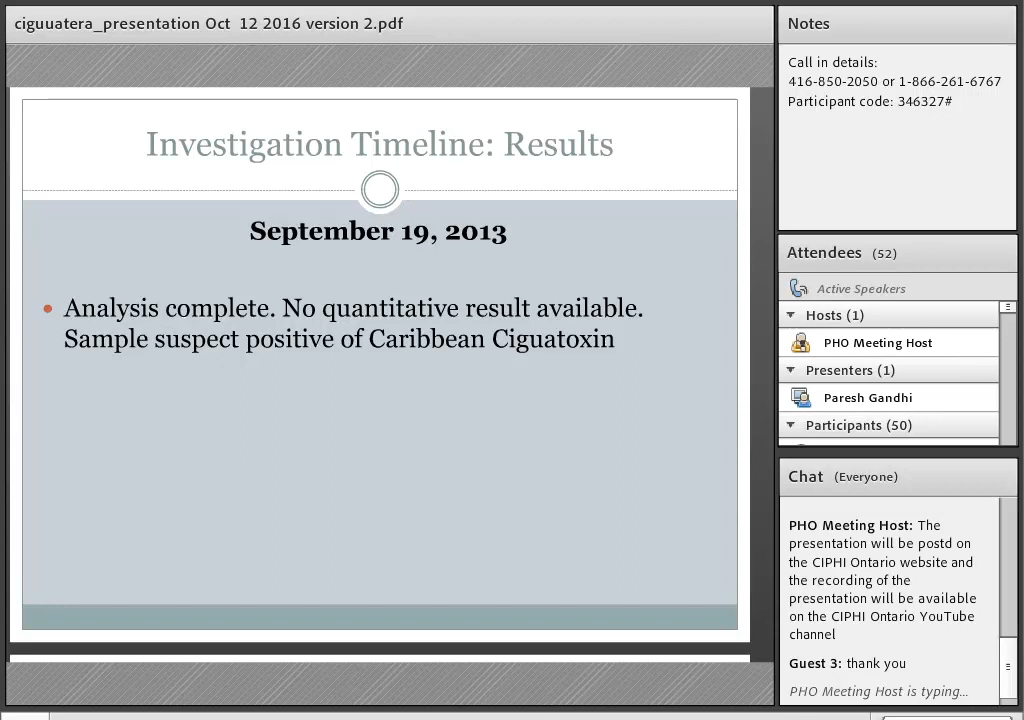 ciguuatera_presentation Oct  12 2016 version 2.pdf
Investigation Timeline: Results
September 19, 2013
• Analysis complete. No quantitative result available.
Sample suspect positive of Caribbean Ciguatoxin
Notes
Call in details:
416-850-2050 or 1-866-261-6767
Participant code: 346327#
Attendees (52)
Active Speakers
Hosts (1)
PHO Meeting Host
Presenters (1)
Paresh Gandhi
Participants (50)
Chat (Everyone)
PHO Meeting Host: The
presentation will be postd on
the CIPHI Ontario website and
the recording of the
presentation will be available
on the CIPHI Ontario YouTube
channel
Guest 3: thank you
PHO Meeting Host is typing...